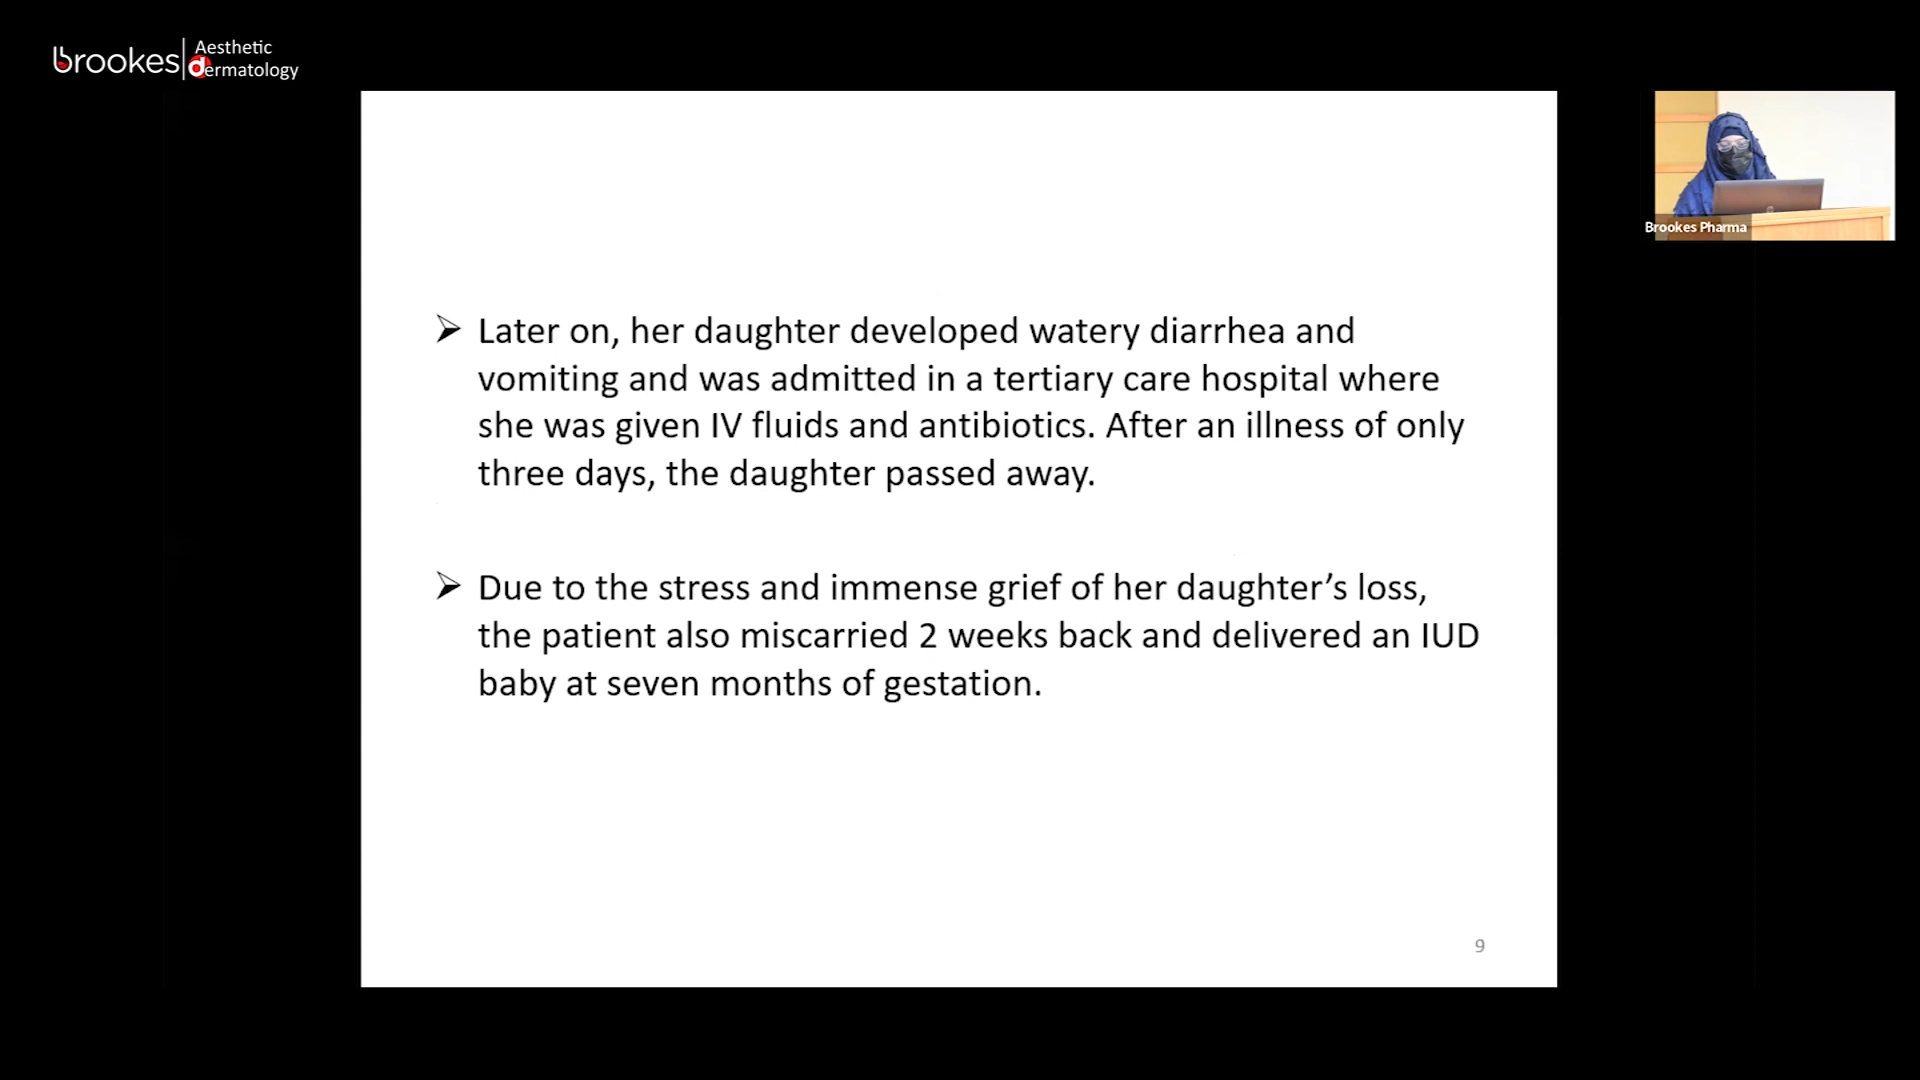 brookes
Aesthetic
dermatology
Brookes Pharma
➢ Later on, her daughter developed watery diarrhea and
vomiting and was admitted in a tertiary care hospital where
she was given IV fluids and antibiotics. After an illness of only
three days, the daughter passed away.
➢ Due to the stress and immense grief of her daughter’s loss,
the patient also miscarried 2 weeks back and delivered an IUD
baby at seven months of gestation.
9